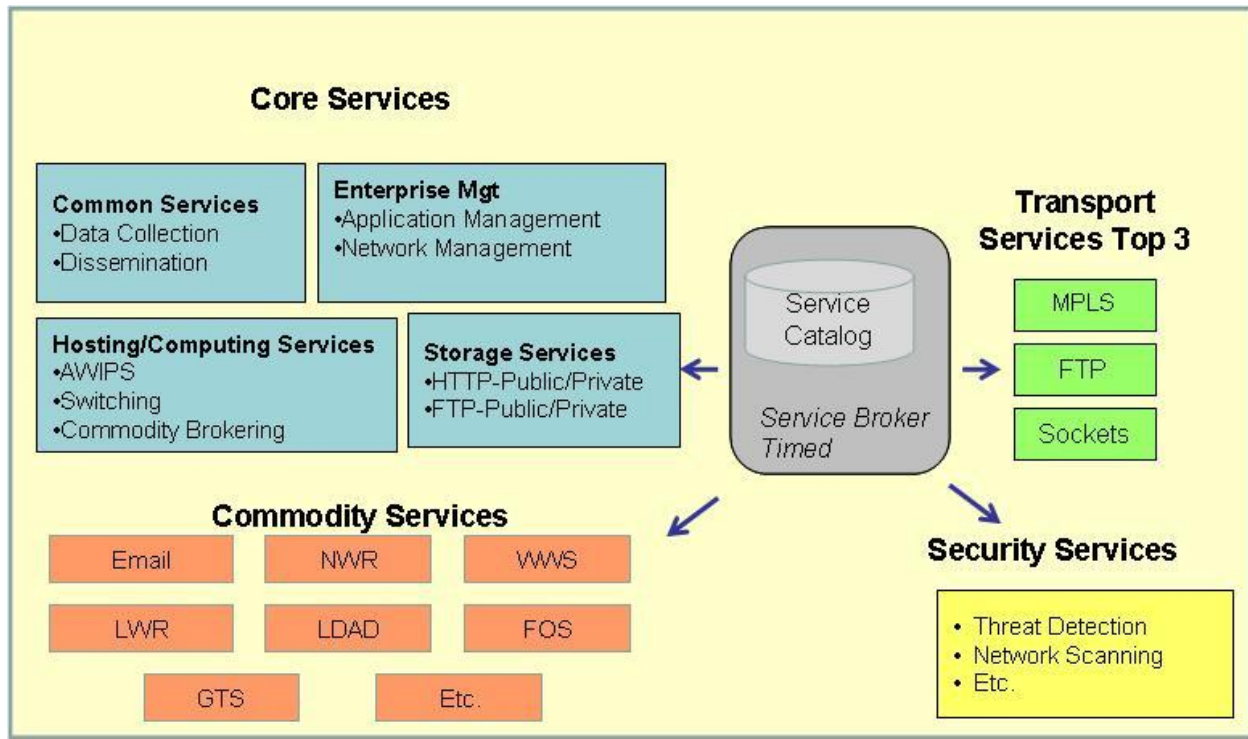 Core Services
Common Services
•Data Collection
•Dissemination
Enterprise Mgt
•Application Management
•Network Management
Hosting/Computing Services
•AWIPS
•Switching
•Commodity Brokering
Storage Services
•HTTP-Public/Private
•FTP-Public/Private
Service
Catalog
Service Broker
Timed
Transport
Services Top 3
MPLS
FTP
Sockets
Commodity Services
Email
NWR
WWS
LWR
LDAD
FOS
GTS
Etc.
Security Services
• Threat Detection
• Network Scanning
• Etc.